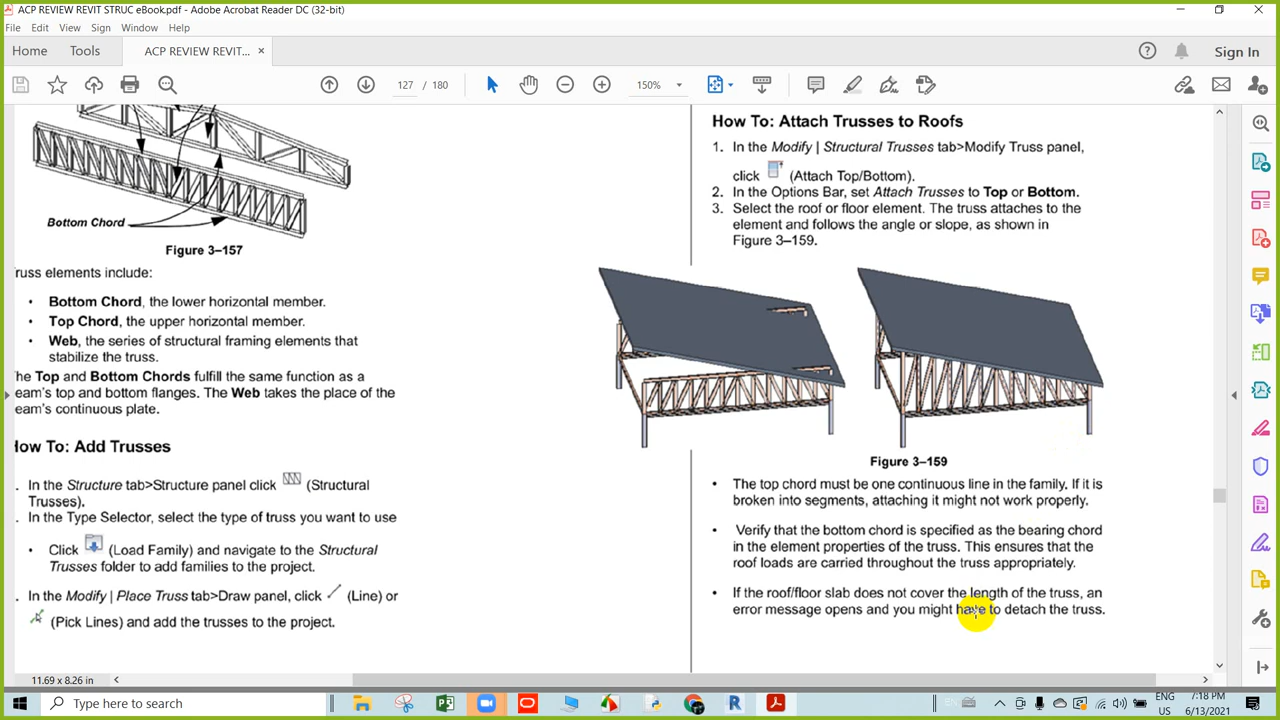 ACP REVIEW REVIT STRUC eBook.pdf - Adobe Acrobat Reader DC (32-bit)
File Edit View Sign Window Help
Home Tools ACP REVIEW REVIT... × Sign In
127 / 180 150%
Bottom Chord
Figure 3–157
russ elements include:
• Bottom Chord, the lower horizontal member.
• Top Chord, the upper horizontal member.
• Web, the series of structural framing elements that
stabilize the truss.
he Top and Bottom Chords fulfill the same function as a
eam's top and bottom flanges. The Web takes the place of the
eam's continuous plate.
How To: Add Trusses
. In the Structure tab>Structure panel click (Structural
Trusses).
. In the Type Selector, select the type of truss you want to use
• Click (Load Family) and navigate to the Structural
Trusses folder to add families to the project.
. In the Modify | Place Truss tab>Draw panel, click (Line) or
(Pick Lines) and add the trusses to the project.
How To: Attach Trusses to Roofs
1. In the Modify | Structural Trusses tab>Modify Truss panel,
click (Attach Top/Bottom).
2. In the Options Bar, set Attach Trusses to Top or Bottom.
3. Select the roof or floor element. The truss attaches to the
element and follows the angle or slope, as shown in
Figure 3–159.
Figure 3–159
• The top chord must be one continuous line in the family. If it is
broken into segments, attaching it might not work properly.
• Verify that the bottom chord is specified as the bearing chord
in the element properties of the truss. This ensures that the
roof loads are carried throughout the truss appropriately.
• If the roof/floor slab does not cover the length of the truss, an
error message opens and you might have to detach the truss.
11.69 x 8.26 in
Type here to search
ENG
US
7:18 PM
6/13/2021